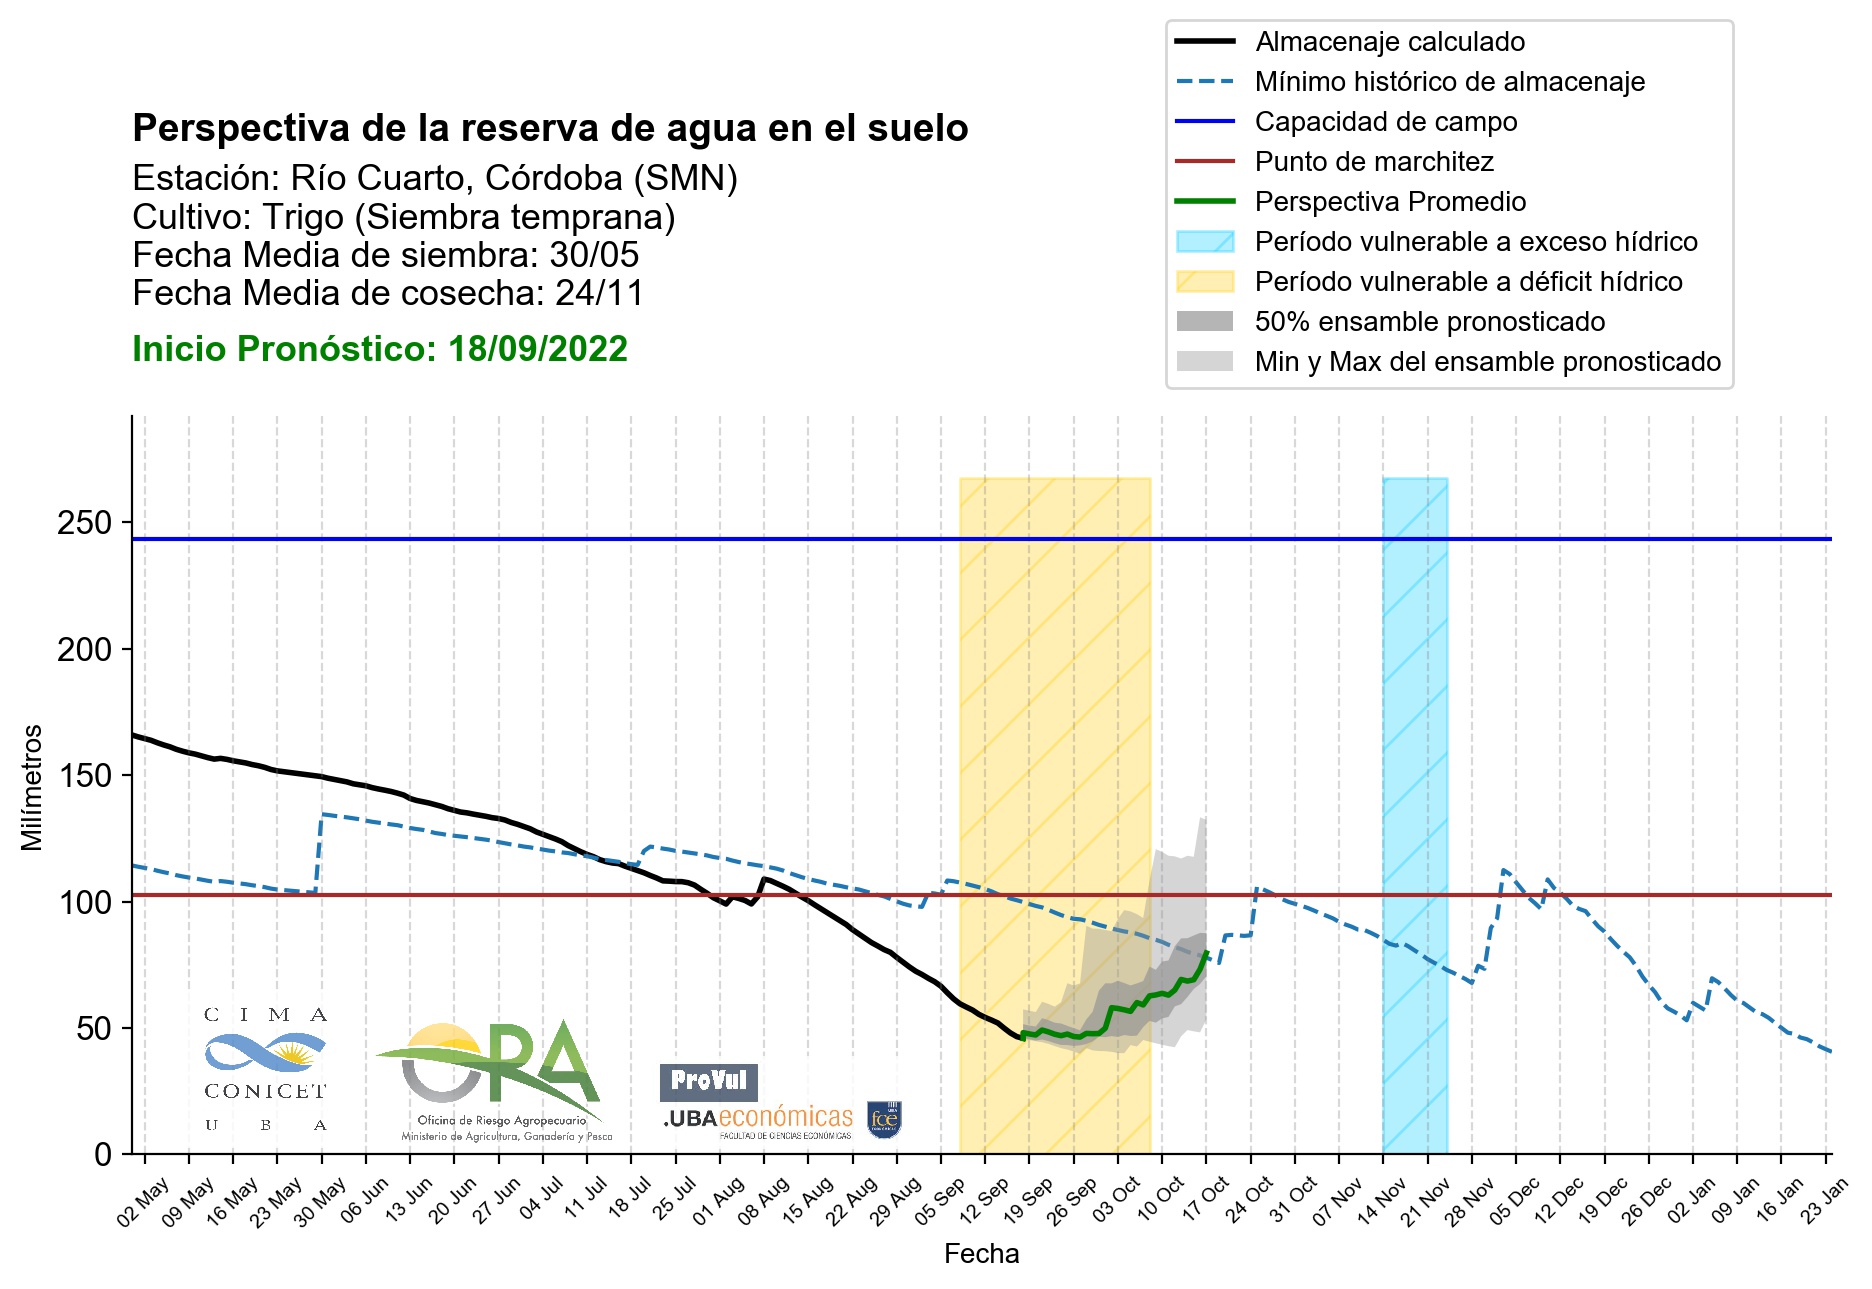 Almacenaje calculado
Mínimo histórico de almacenaje
Capacidad de campo
Punto de marchitez
Perspectiva Promedio
Período vulnerable a exceso hídrico
Período vulnerable a déficit hídrico
50% ensamble pronosticado
Min y Max del ensamble pronosticado
Perspectiva de la reserva de agua en el suelo
Estación: Río Cuarto, Córdoba (SMN)
Cultivo: Trigo (Siembra temprana)
Fecha Media de siembra: 30/05
Fecha Media de cosecha: 24/11
Inicio Pronóstico: 18/09/2022
250
200
150
100
50
0
Milímetros
CIMA
CONICET
UBA
ORA
Oficina de Riesgo Agropecuario
Ministerio de Agricultura, Ganadería y Pesca
ProVul
.UBAeconómicas
FACULTAD DE CIENCIAS ECONÓMICAS
UBA
fce
ECONÓMICAS
02 May
09 May
16 May
23 May
30 May
06 Jun
13 Jun
20 Jun
27 Jun
04 Jul
11 Jul
18 Jul
25 Jul
01 Aug
08 Aug
15 Aug
22 Aug
29 Aug
05 Sep
12 Sep
19 Sep
26 Sep
03 Oct
10 Oct
17 Oct
24 Oct
31 Oct
07 Nov
14 Nov
21 Nov
28 Nov
05 Dec
12 Dec
19 Dec
26 Dec
02 Jan
09 Jan
16 Jan
23 Jan
Fecha